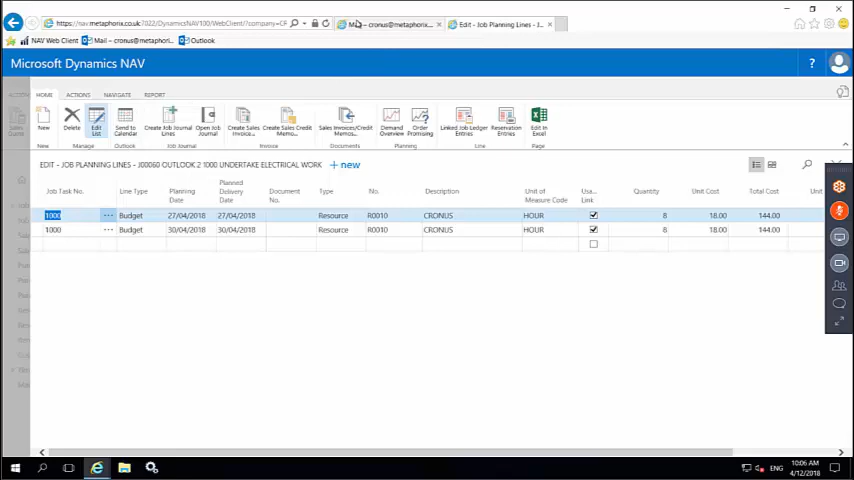 https://nav.metaphorix.co.uk:7022/DynamicsNAV100/WebClient/?company=CF
cronus@metaphorix...
Edit - Job Planning Lines - J...
NAV Web Client
Mail – cronus@metaphori...
Outlook
Microsoft Dynamics NAV
?
HOME
ACTIONS
NAVIGATE
REPORT
New
Delete
Edit List
Send to Calendar
Create Job Journal Lines
Open Job Journal
Create Sales Invoice...
Create Sales Credit Memo...
Sales Invoices/Credit Memos...
Demand Overview
Order Promising
Linked Job Ledger Entries
Reservation Entries
Edit In Excel
New
Manage
Job Journal
Invoice
Documents
Planning
Line
Page
EDIT - JOB PLANNING LINES - J00060 OUTLOOK 2 1000 UNDERTAKE ELECTRICAL WORK
+ new
Job Task No. Line Type Planning Date Planned Delivery Date Document No. Type No. Description Unit of Measure Code Usa... Link Quantity Unit Cost Total Cost Unit
1000 ... Budget 27/04/2018 27/04/2018 Resource R0010 CRONUS HOUR 8 18.00 144.00
1000 ... Budget 30/04/2018 30/04/2018 Resource R0010 CRONUS HOUR 8 18.00 144.00
10:06 AM
4/12/2018